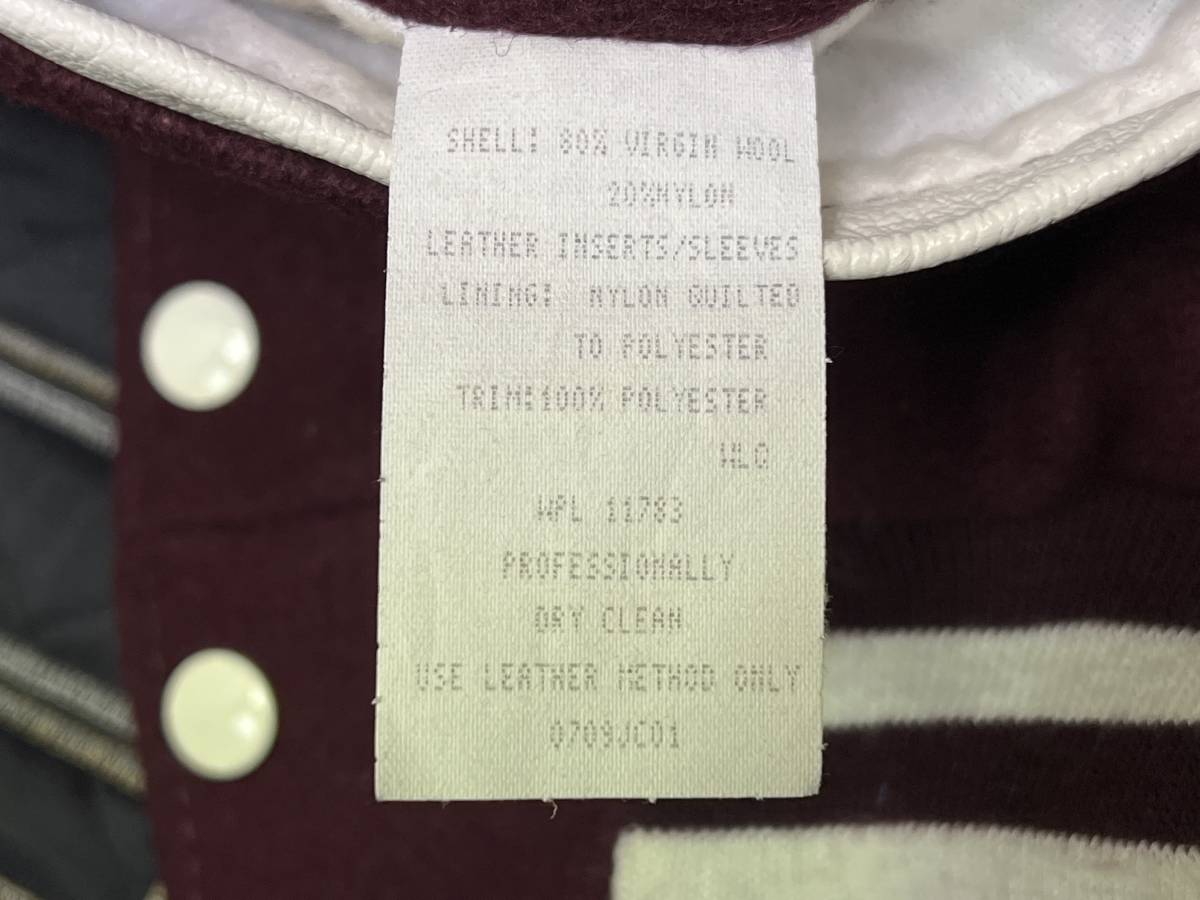 SHELL: 80% VIRGIN WOOL
20%NYLON
LEATHER INSERTS/SLEEVES
LINING: NYLON QUILTED
TO POLYESTER
TRIM:100% POLYESTER
WLQ
WPL 11783
PROFESSIONALLY
DRY CLEAN
USE LEATHER METHOD ONLY
0709JC01